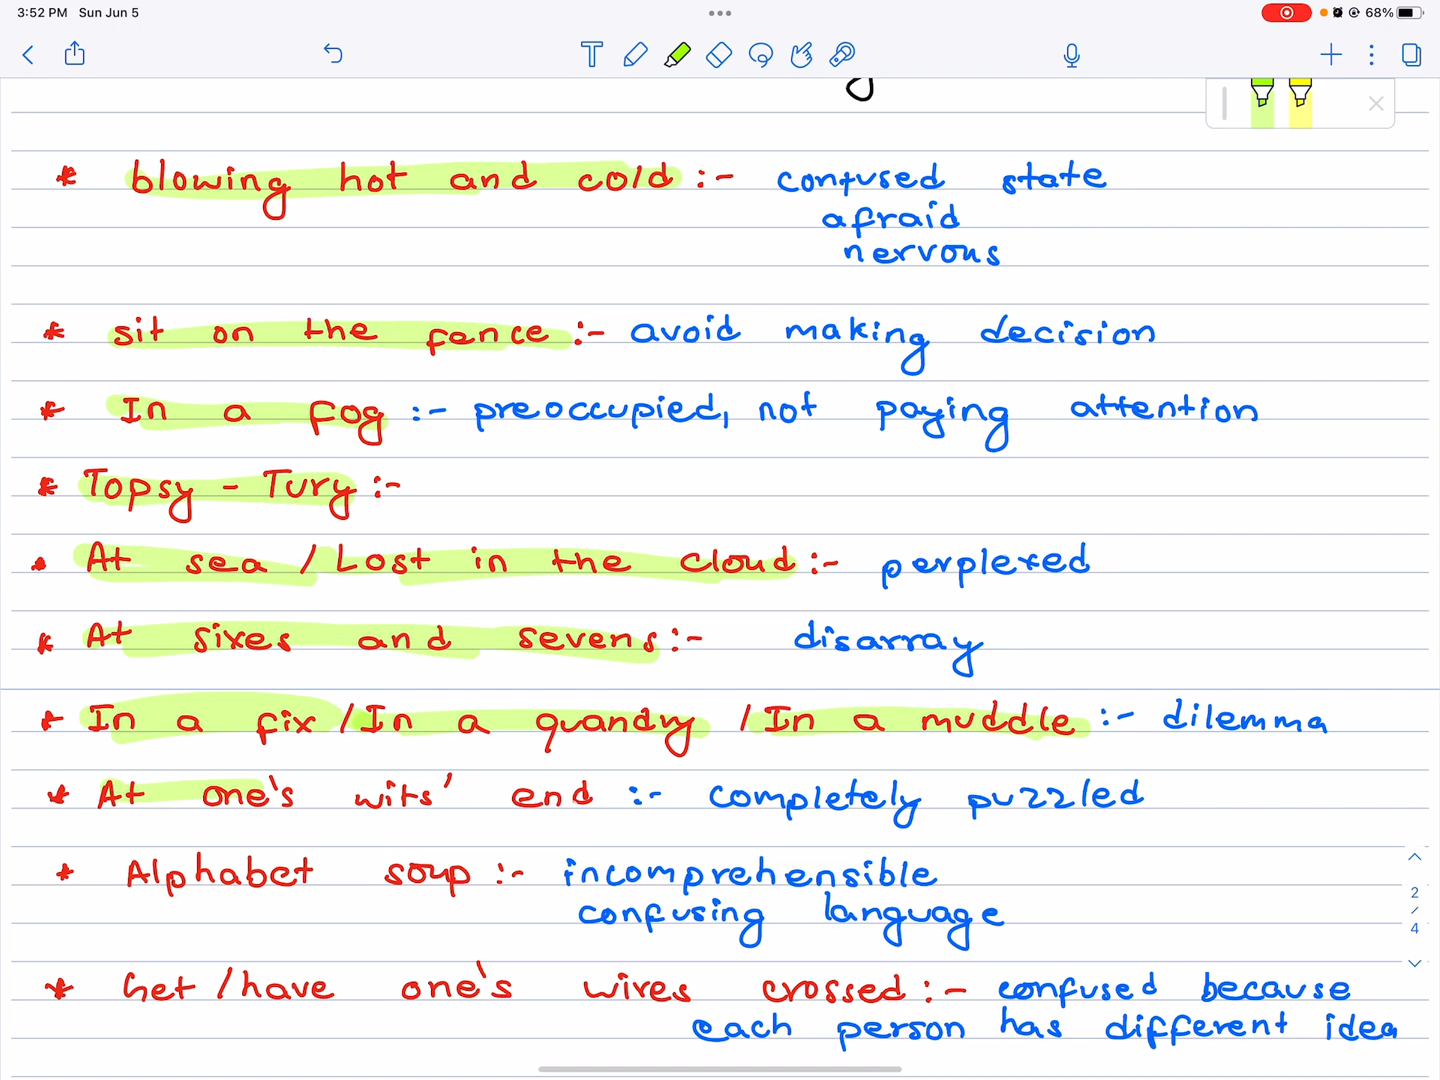 3:52 PM Sun Jun 5
68%
* blowing hot and cold :- confused state
afraid
nervous
* sit on the fence :- avoid making decision
* In a fog :- preoccupied, not paying attention
* Topsy - Tury :-
• At sea / Lost in the cloud :- perplexed
* At sixes and sevens :- disarray
* In a fix / In a quandry / In a muddle :- dilemma
* At one's wits' end :- completely puzzled
* Alphabet soup :- incomprehensible
confusing language
* Get / have one's wires crossed :- confused because
each person has different idea
2
/
4